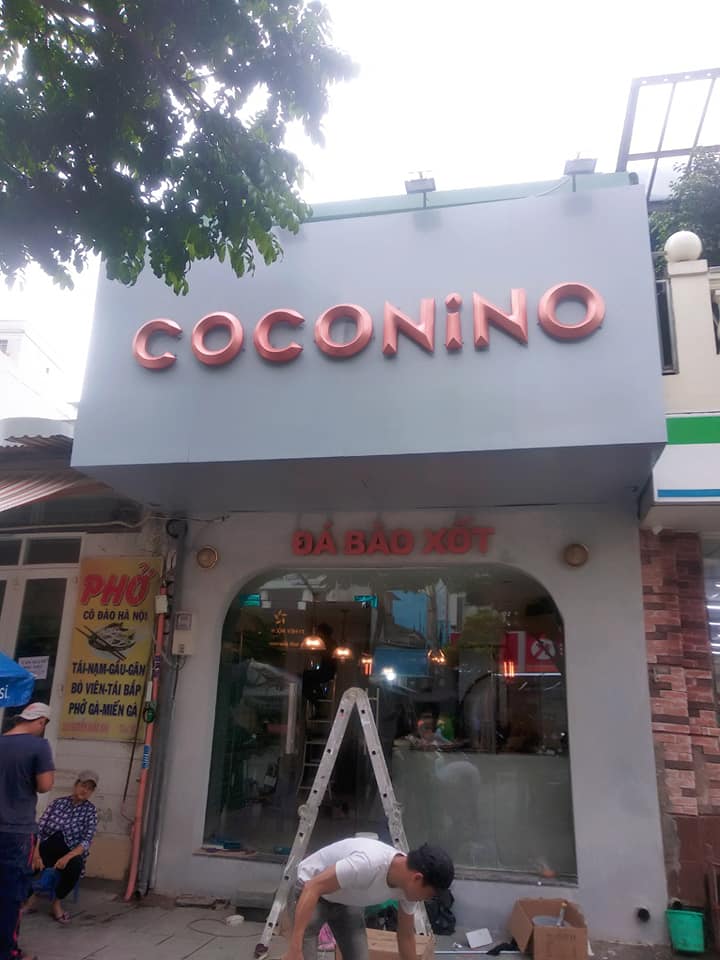 COCONiNO
ĐÁ BÀO XỐT
PHỞ
CÔ ĐÀO HÀ NỘI
TÁI-NẠM-GẦU-GÂN
BÒ VIÊN-TÁI BẮP
PHỞ GÀ-MIẾN GÀ